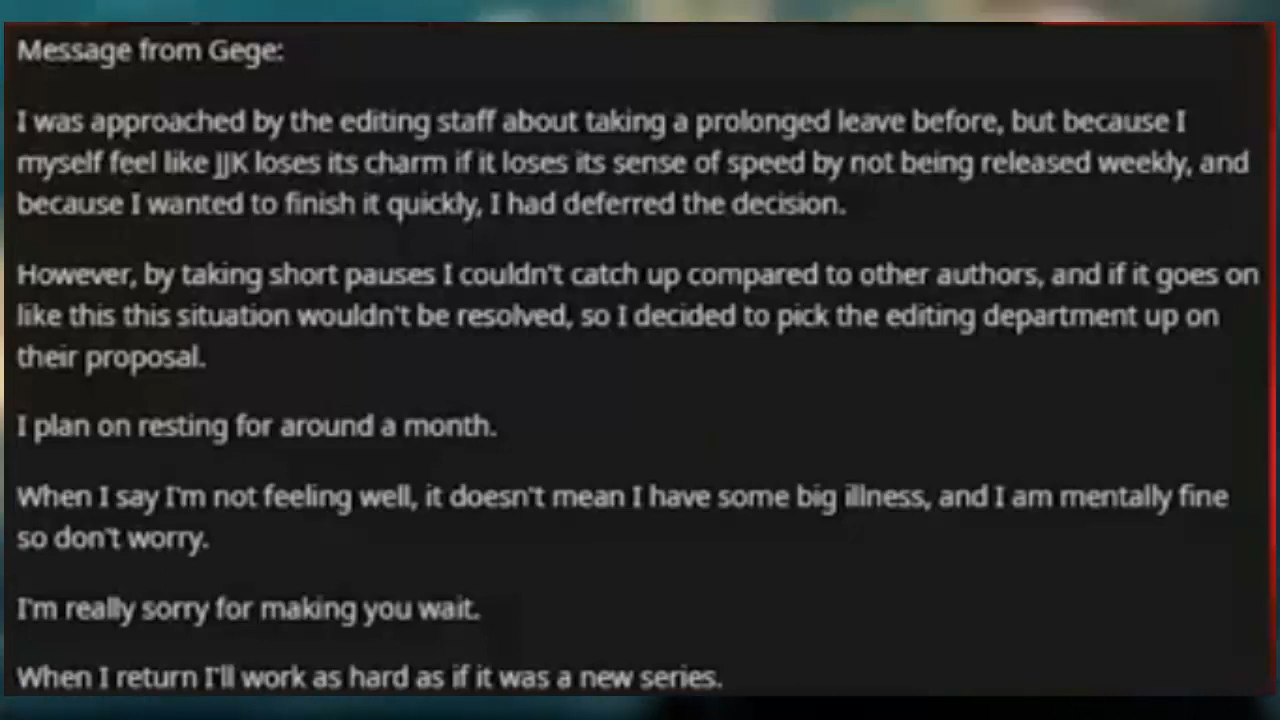 Message from Gege:
I was approached by the editing staff about taking a prolonged leave before, but because I
myself feel like JJK loses its charm if it loses its sense of speed by not being released weekly, and
because I wanted to finish it quickly, I had deferred the decision.
However, by taking short pauses I couldn't catch up compared to other authors, and if it goes on
like this this situation wouldn't be resolved, so I decided to pick the editing department up on
their proposal.
I plan on resting for around a month.
When I say I'm not feeling well, it doesn't mean I have some big illness, and I am mentally fine
so don't worry.
I'm really sorry for making you wait.
When I return I'll work as hard as if it was a new series.